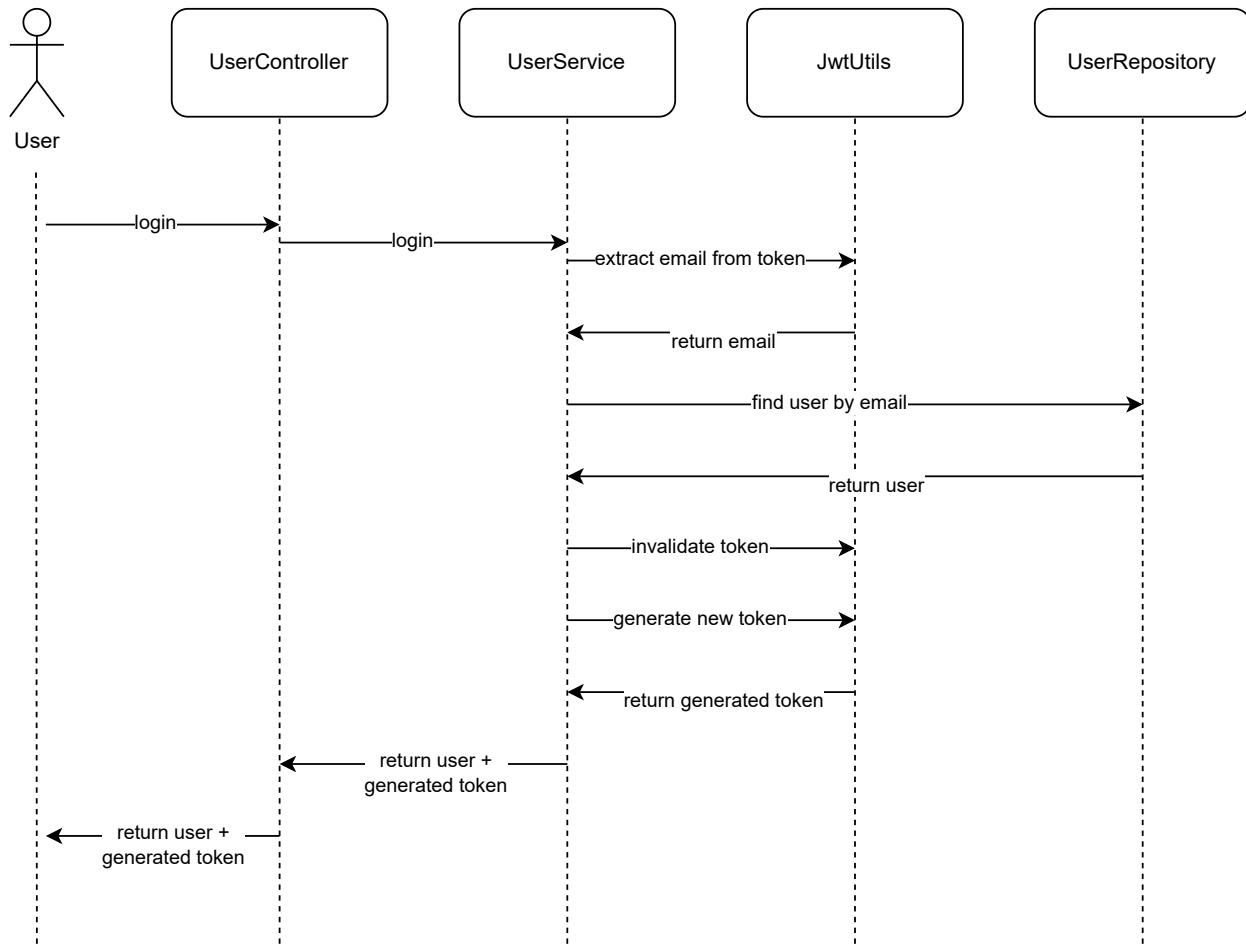 UserController
UserService
JwtUtils
UserRepository
User
login
login
extract email from token
return email
find user by email
return user
invalidate token
generate new token
return generated token
return user +
generated token
return user +
generated token